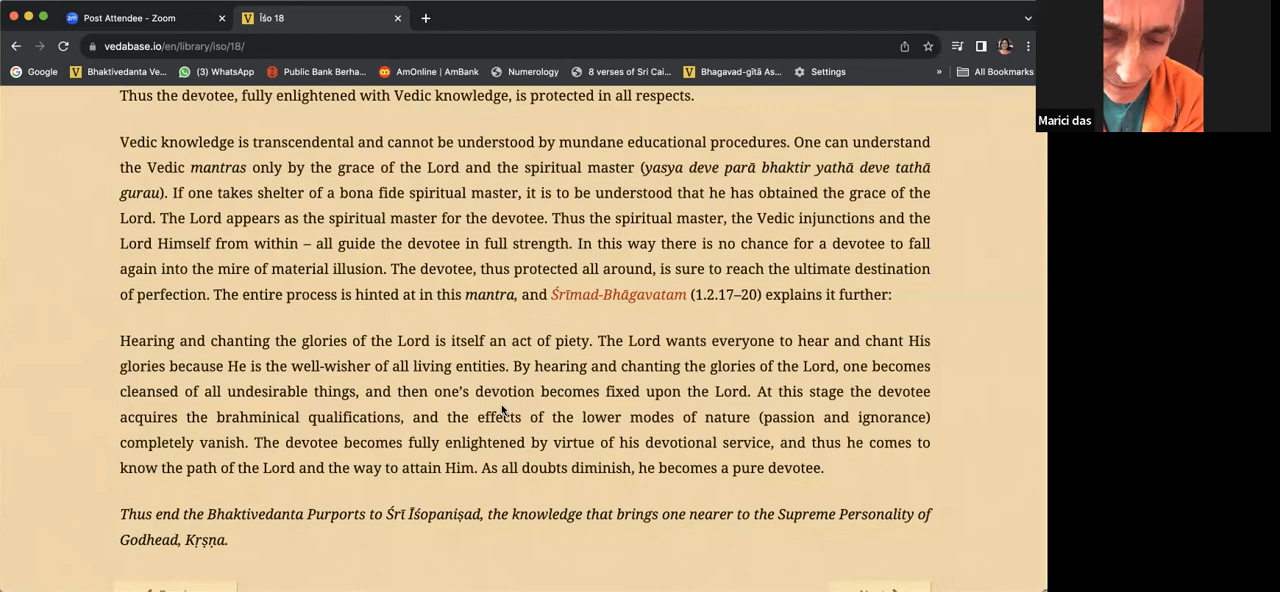 Post Attendee - Zoom
Īśo 18
vedabase.io/en/library/iso/18/
Google
Bhaktivedanta Ve...
(3) WhatsApp
Public Bank Berha...
AmOnline | AmBank
Numerology
8 verses of Sri Cai...
Bhagavad-gītā As...
Settings
»
All Bookmarks
Marici das
Thus the devotee, fully enlightened with Vedic knowledge, is protected in all respects.
Vedic knowledge is transcendental and cannot be understood by mundane educational procedures. One can understand
the Vedic mantras only by the grace of the Lord and the spiritual master (yasya deve parā bhaktir yathā deve tathā
gurau). If one takes shelter of a bona fide spiritual master, it is to be understood that he has obtained the grace of the
Lord. The Lord appears as the spiritual master for the devotee. Thus the spiritual master, the Vedic injunctions and the
Lord Himself from within – all guide the devotee in full strength. In this way there is no chance for a devotee to fall
again into the mire of material illusion. The devotee, thus protected all around, is sure to reach the ultimate destination
of perfection. The entire process is hinted at in this mantra, and Śrīmad-Bhāgavatam (1.2.17–20) explains it further:
Hearing and chanting the glories of the Lord is itself an act of piety. The Lord wants everyone to hear and chant His
glories because He is the well-wisher of all living entities. By hearing and chanting the glories of the Lord, one becomes
cleansed of all undesirable things, and then one’s devotion becomes fixed upon the Lord. At this stage the devotee
acquires the brahminical qualifications, and the effects of the lower modes of nature (passion and ignorance)
completely vanish. The devotee becomes fully enlightened by virtue of his devotional service, and thus he comes to
know the path of the Lord and the way to attain Him. As all doubts diminish, he becomes a pure devotee.
Thus end the Bhaktivedanta Purports to Śrī Īśopaniṣad, the knowledge that brings one nearer to the Supreme Personality of
Godhead, Kṛṣṇa.